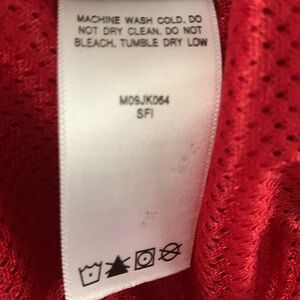 MACHINE WASH COLD, DO
NOT DRY CLEAN, DO NOT
BLEACH, TUMBLE DRY LOW
M09JK064
SFI